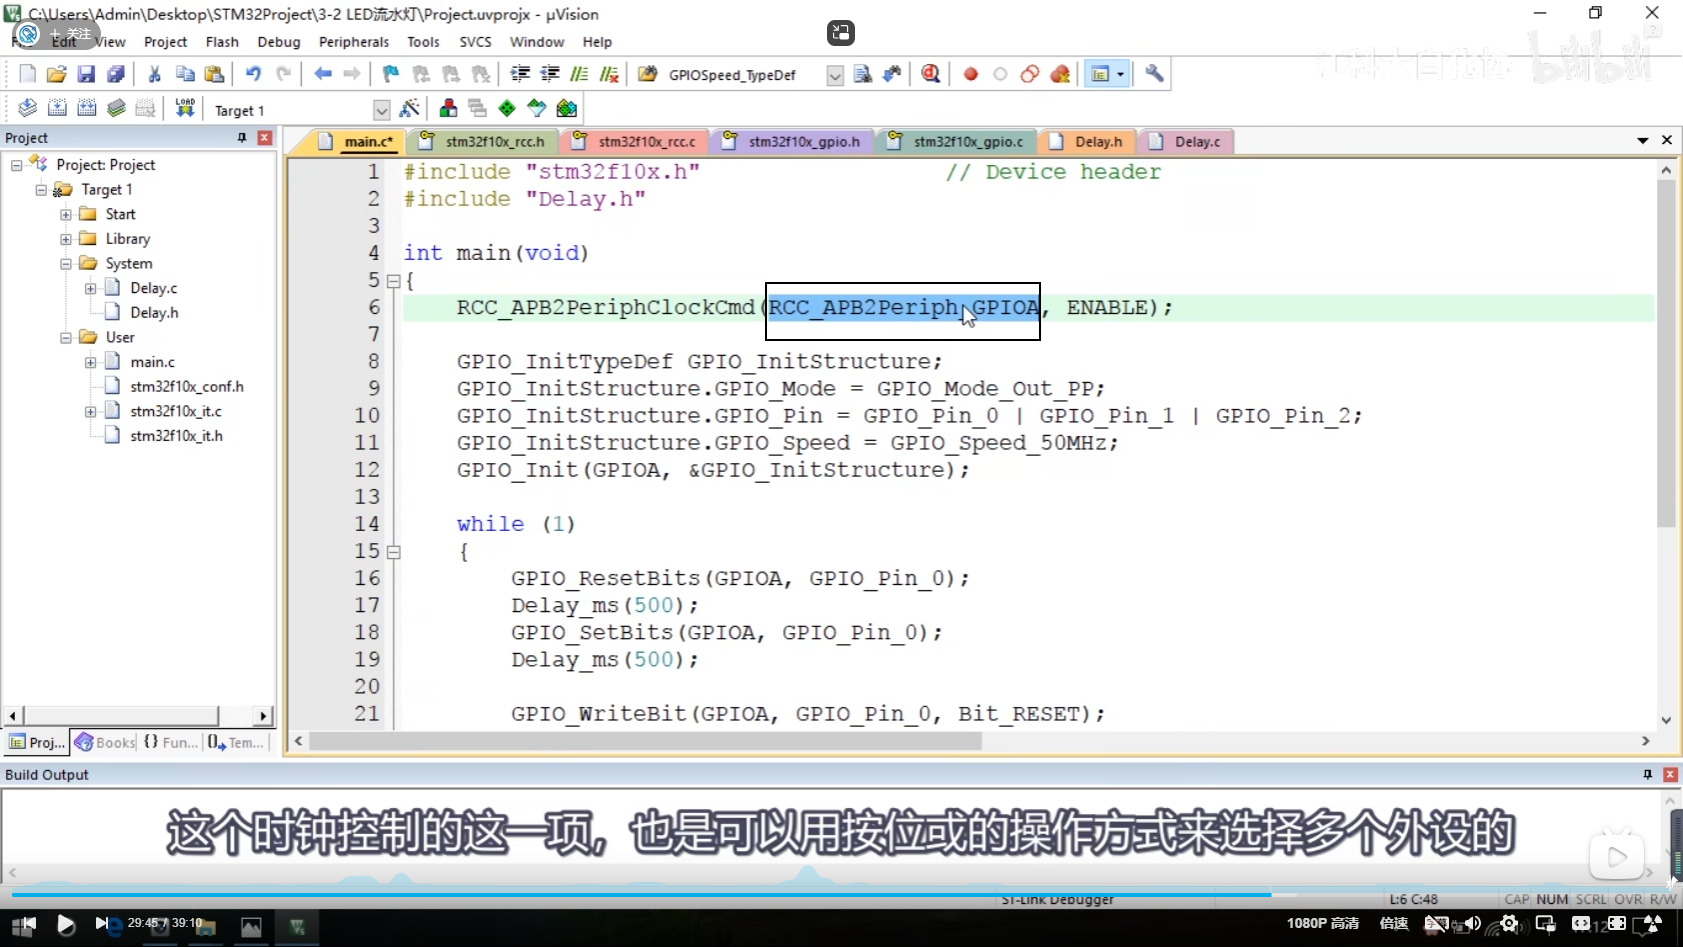 C:\Users\Admin\Desktop\STM32Project\3-2 LED流水灯\Project.uvprojx - µVision
+ 关注
Edit View Project Flash Debug Peripherals Tools SVCS Window Help
GPIOSpeed_TypeDef
江科大自化协 bilibili
LOAD Target 1
Project
main.c* stm32f10x_rcc.h stm32f10x_rcc.c stm32f10x_gpio.h stm32f10x_gpio.c Delay.h Delay.c
Project: Project
Target 1
Start
Library
System
Delay.c
Delay.h
User
main.c
stm32f10x_conf.h
stm32f10x_it.c
stm32f10x_it.h
Proj... Books {} Fun... Tem...
1 #include "stm32f10x.h" // Device header
2 #include "Delay.h"
3
4 int main(void)
5 {
6 RCC_APB2PeriphClockCmd(RCC_APB2Periph_GPIOA, ENABLE);
7
8 GPIO_InitTypeDef GPIO_InitStructure;
9 GPIO_InitStructure.GPIO_Mode = GPIO_Mode_Out_PP;
10 GPIO_InitStructure.GPIO_Pin = GPIO_Pin_0 | GPIO_Pin_1 | GPIO_Pin_2;
11 GPIO_InitStructure.GPIO_Speed = GPIO_Speed_50MHz;
12 GPIO_Init(GPIOA, &GPIO_InitStructure);
13
14 while (1)
15 {
16 GPIO_ResetBits(GPIOA, GPIO_Pin_0);
17 Delay_ms(500);
18 GPIO_SetBits(GPIOA, GPIO_Pin_0);
19 Delay_ms(500);
20
21 GPIO_WriteBit(GPIOA, GPIO_Pin_0, Bit_RESET);
Build Output
这个时钟控制的这一项，也是可以用按位或的操作方式来选择多个外设的
ST-Link Debugger L:6 C:48 CAP NUM SCRL OVR R/W
29:45 / 39:10 1080P 高清 倍速